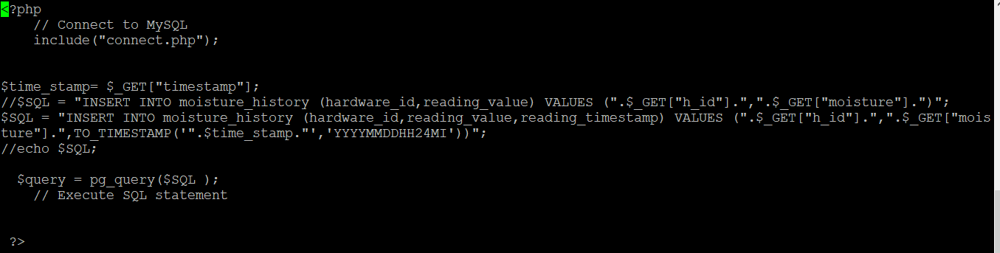 <?php
    // Connect to MySQL
    include("connect.php");
$time_stamp= $_GET["timestamp"];
//$SQL = "INSERT INTO moisture_history (hardware_id,reading_value) VALUES (".$_GET["h_id"].",".$_GET["moisture"].")";
$SQL = "INSERT INTO moisture_history (hardware_id,reading_value,reading_timestamp) VALUES (".$_GET["h_id"].",".$_GET["mois
ture"].",TO_TIMESTAMP('".$time_stamp."','YYYYMMDDHH24MI'))";
//echo $SQL;
  $query = pg_query($SQL );
    // Execute SQL statement
 ?>